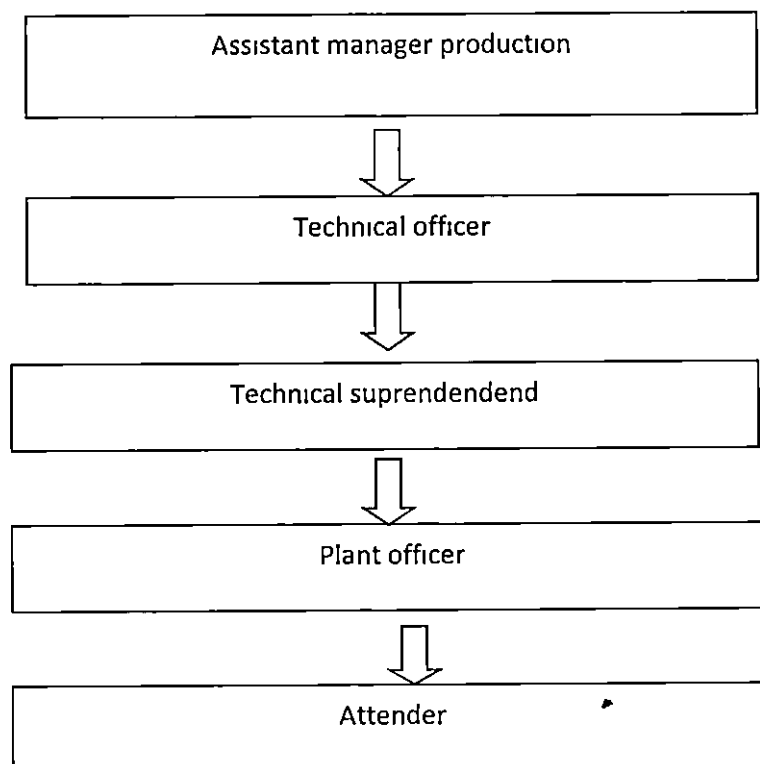 Assistant manager production
Technical officer
Technical suprendendend
Plant officer
Attender